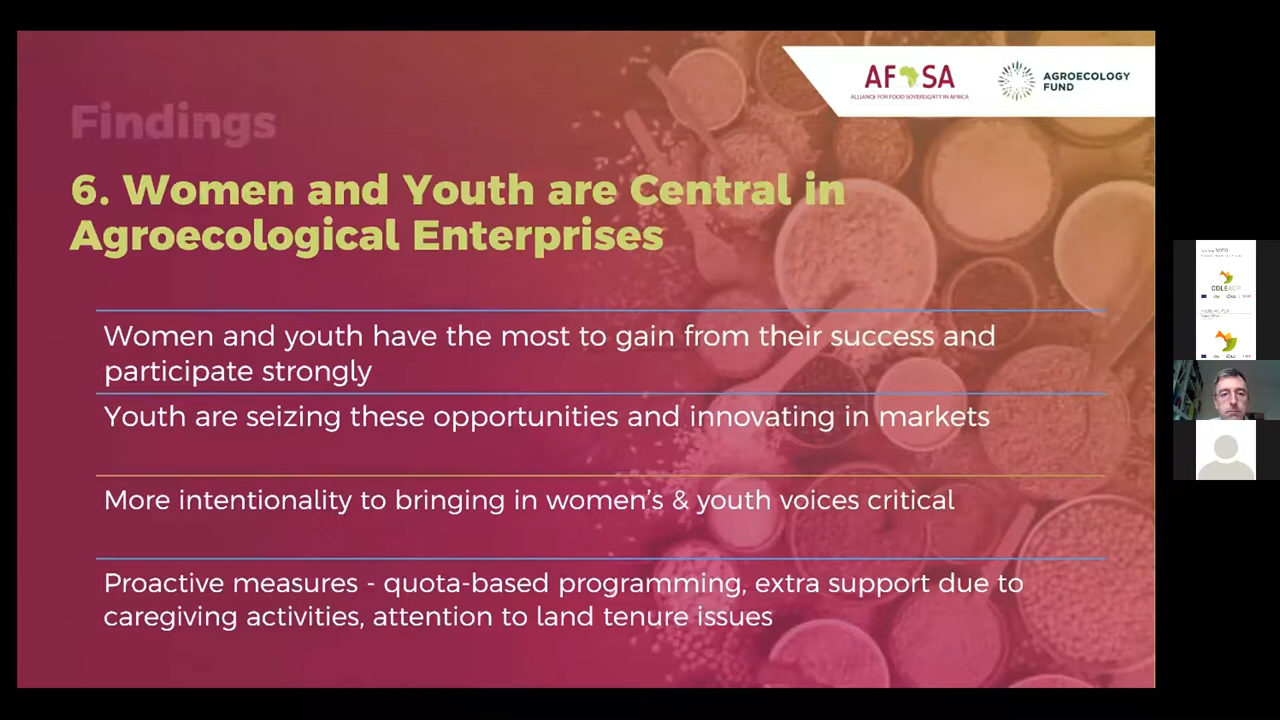 AFSA
ALLIANCE FOR FOOD SOVEREIGNTY IN AFRICA
AGROECOLOGY
FUND
Findings
6. Women and Youth are Central in
Agroecological Enterprises
Women and youth have the most to gain from their success and
participate strongly
Youth are seizing these opportunities and innovating in markets
More intentionality to bringing in women's & youth voices critical
Proactive measures - quota-based programming, extra support due to
caregiving activities, attention to land tenure issues
COLEACP